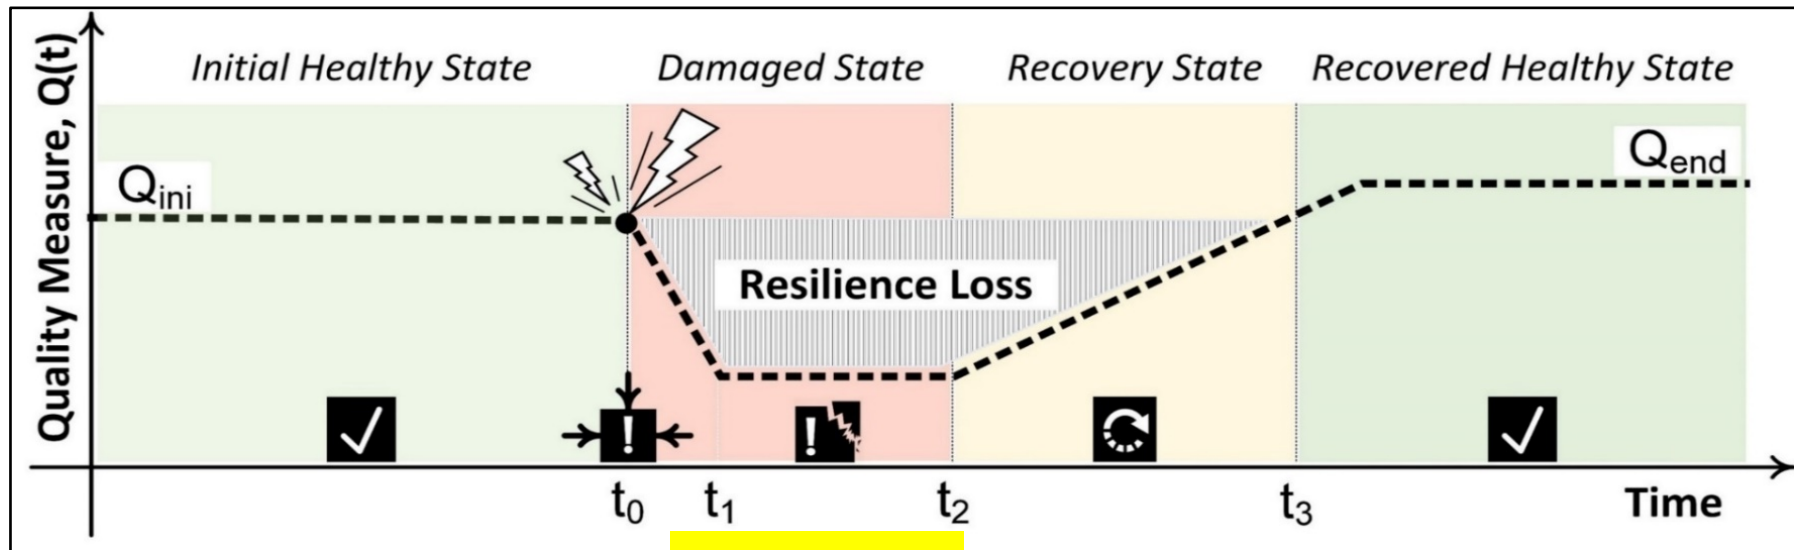 Quality Measure, Q(t)
Initial Healthy State
Damaged State
Recovery State
Recovered Healthy State
Qini
Qend
Resilience Loss
!
!
t0
t1
t2
t3
Time